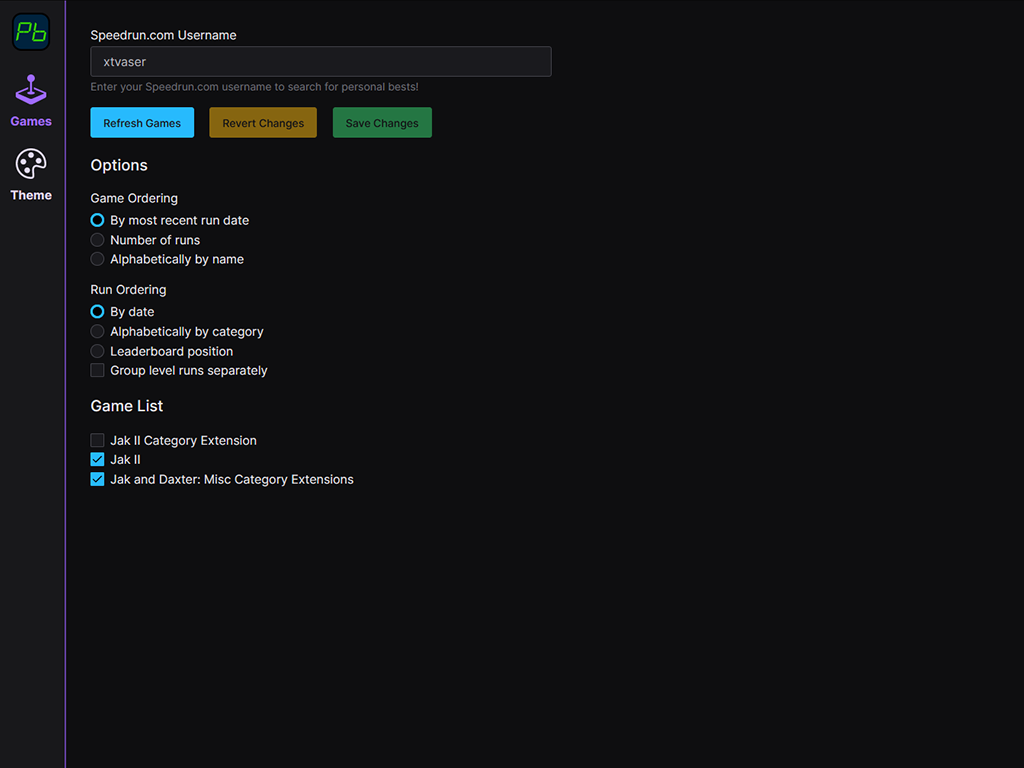 Pb
Games
Theme
Speedrun.com Username
xtvaser
Enter your Speedrun.com username to search for personal bests!
Refresh Games Revert Changes Save Changes
Options
Game Ordering
By most recent run date
Number of runs
Alphabetically by name
Run Ordering
By date
Alphabetically by category
Leaderboard position
Group level runs separately
Game List
Jak II Category Extension
Jak II
Jak and Daxter: Misc Category Extensions